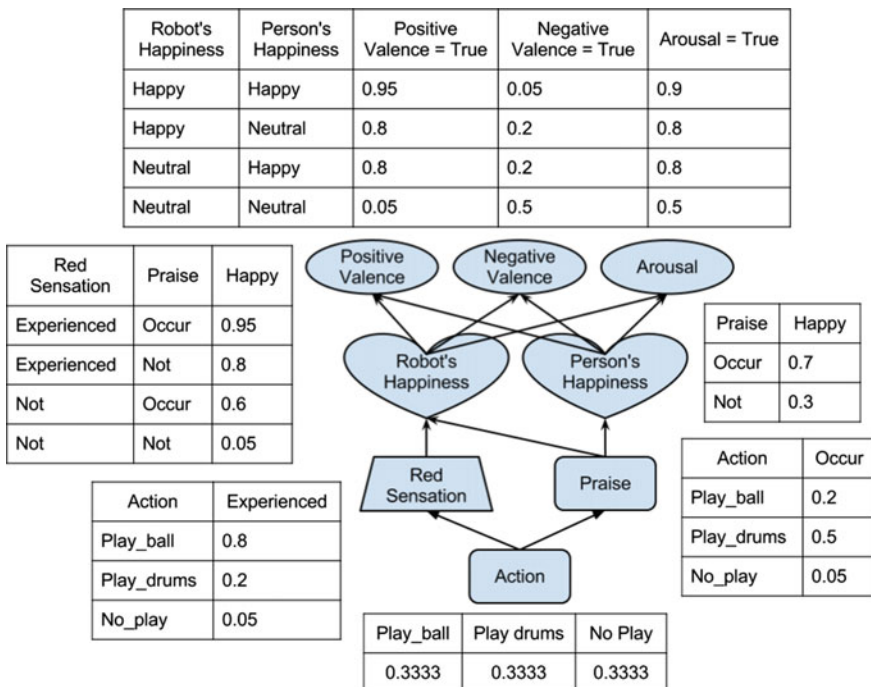 Robot's Happiness Person's Happiness Positive Valence = True Negative Valence = True Arousal = True
Happy Happy 0.95 0.05 0.9
Happy Neutral 0.8 0.2 0.8
Neutral Happy 0.8 0.2 0.8
Neutral Neutral 0.05 0.5 0.5
Red Sensation Praise Happy
Experienced Occur 0.95
Experienced Not 0.8
Not Occur 0.6
Not Not 0.05
Positive
Valence
Negative
Valence
Arousal
Robot's
Happiness
Person's
Happiness
Praise Happy
Occur 0.7
Not 0.3
Red
Sensation
Praise
Action
Action Experienced
Play_ball 0.8
Play_drums 0.2
No_play 0.05
Action Occur
Play_ball 0.2
Play_drums 0.5
No_play 0.05
Play_ball Play drums No Play
0.3333 0.3333 0.3333